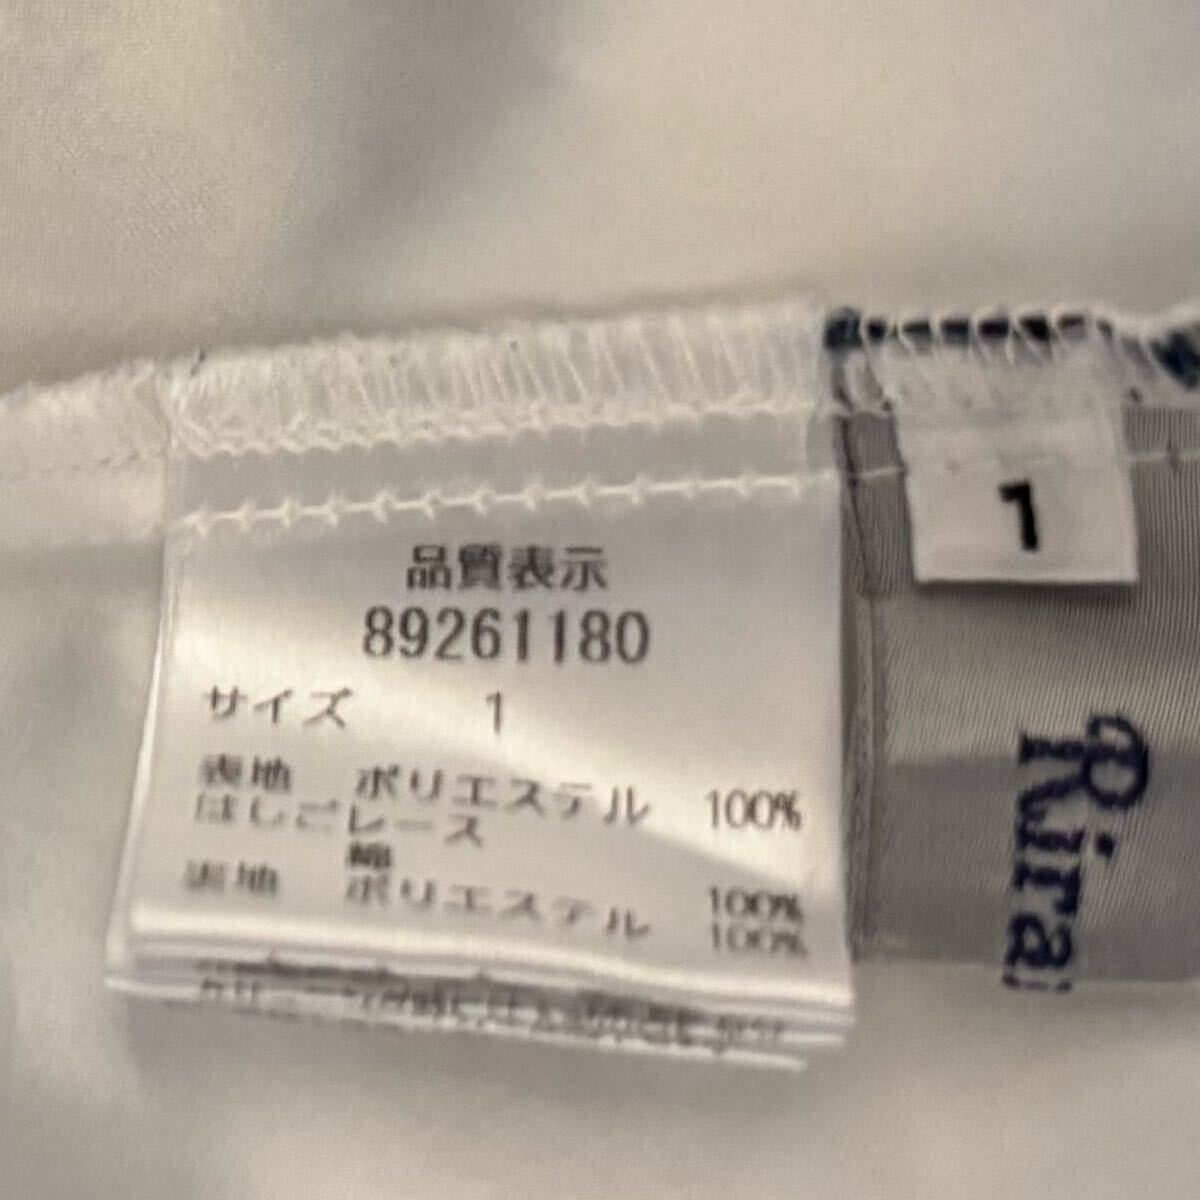 品質表示
89261180
サイズ 1
表地 ポリエステル 100%
はしごレース
綿 100%
裏地 ポリエステル 100%
1
Rira